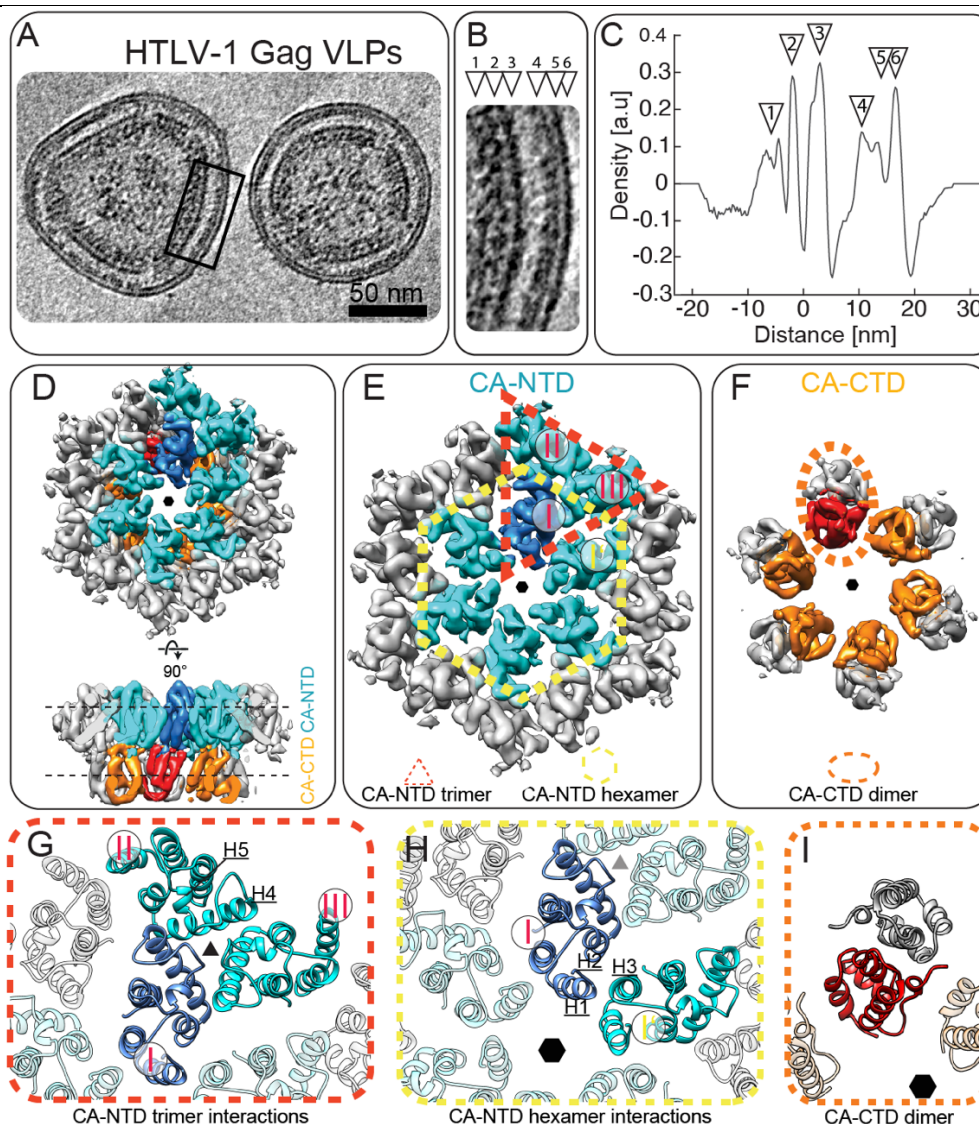 A
HTLV-1 Gag VLPs
50 nm
B
1 2 3 4 5 6
C
0.4
0.3
0.2
0.1
0
-0.1
-0.2
-0.3
1
2
3
4
5
6
Density [a.u]
-20 -10 0 10 20 30
Distance [nm]
D
90°
CA-CTD CA-NTD
E
CA-NTD
II
III
I
CA-NTD trimer
CA-NTD hexamer
F
CA-CTD
CA-CTD dimer
G
II
H5
H4
III
I
CA-NTD trimer interactions
H
I
H2
H3
H1
II
CA-NTD hexamer interactions
I
CA-CTD dimer